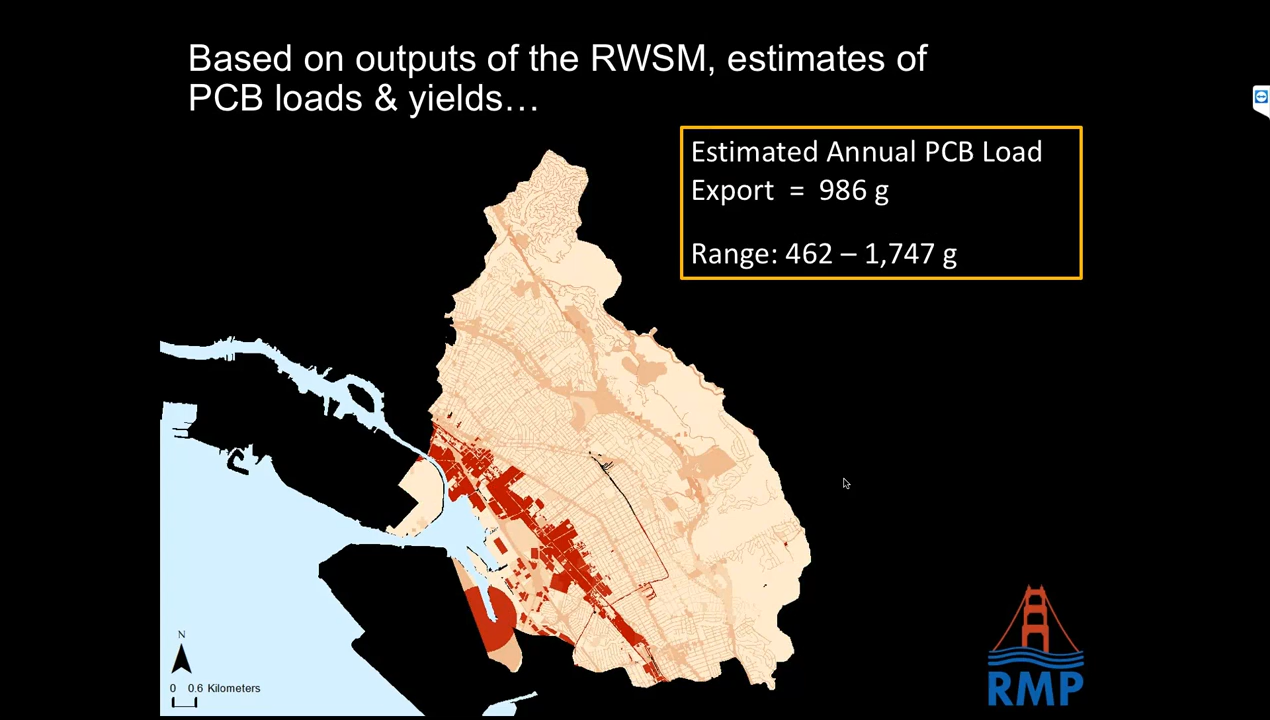 Based on outputs of the RWSM, estimates of
PCB loads & yields…
Estimated Annual PCB Load
Export = 986 g
Range: 462 – 1,747 g
N
0 0.6 Kilometers
RMP